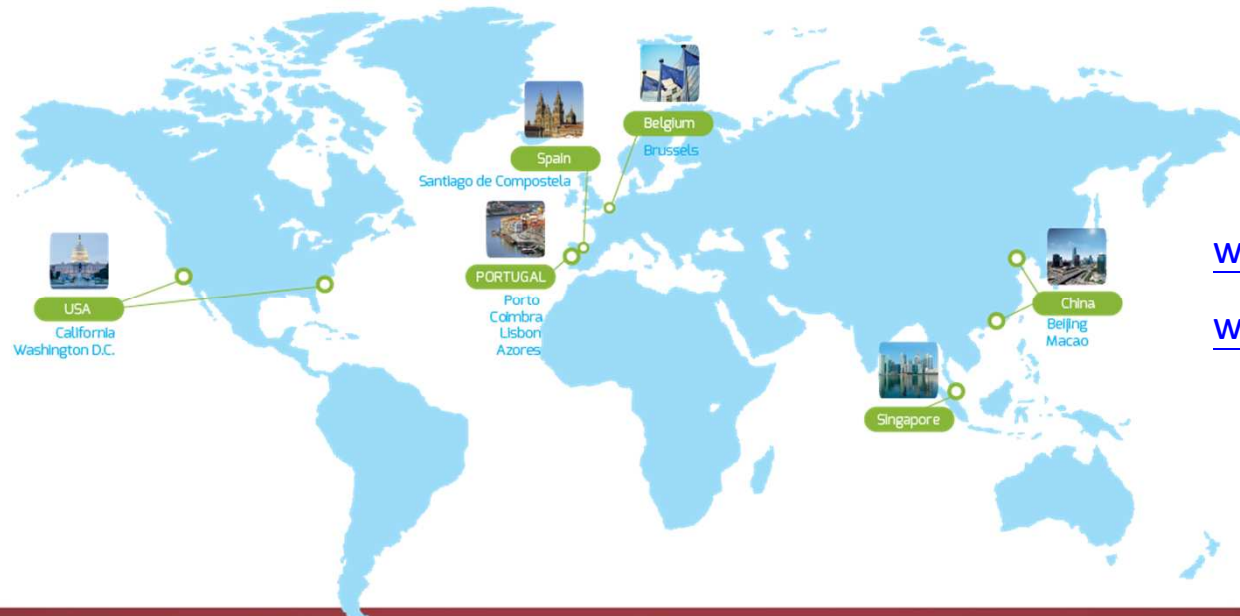 Belgium
Brussels
Spain
Santiago de Compostela
PORTUGAL
Porto
Coimbra
Lisbon
Azores
USA
California
Washington D.C.
China
Beijing
Macao
Singapore